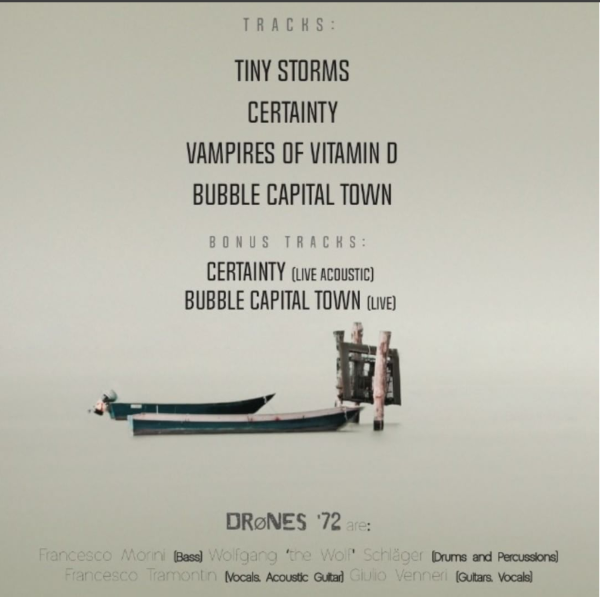 TRACKS:
TINY STORMS
CERTAINTY
VAMPIRES OF VITAMIN D
BUBBLE CAPITAL TOWN
BONUS TRACKS:
CERTAINTY (LIVE ACOUSTIC)
BUBBLE CAPITAL TOWN (LIVE)
DRøNES '72 are:
Francesco Morini (Bass) Wolfgang 'the Wolf' Schläger (Drums and Percussions)
Francesco Tramontin (Vocals, Acoustic Guitar) Giulio Venneri (Guitars, Vocals)